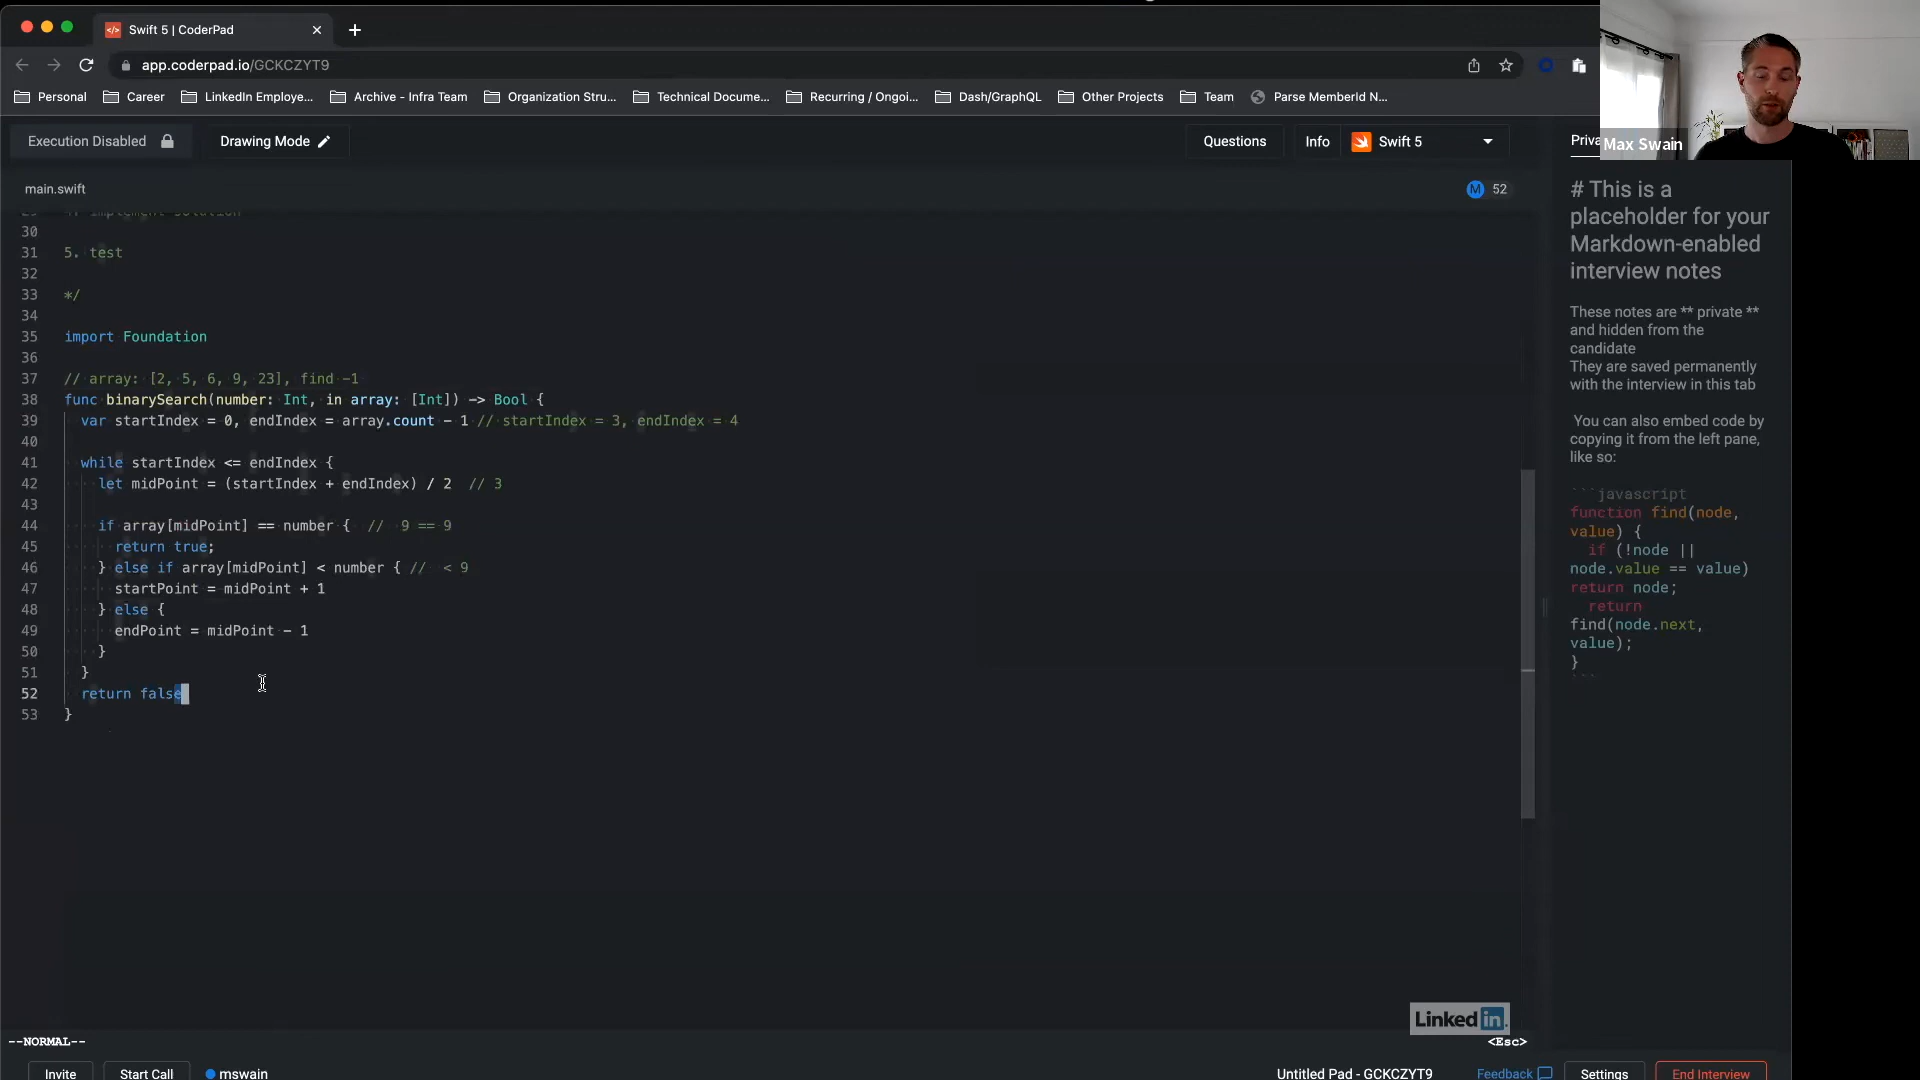 Swift 5 | CoderPad
app.coderpad.io/GCKCZYT9
Personal
Career
LinkedIn Employe...
Archive - Infra Team
Organization Stru...
Technical Docume...
Recurring / Ongoi...
Dash/GraphQL
Other Projects
Team
Parse MemberId N...
Max Swain
Execution Disabled
Drawing Mode
Questions
Info
Swift 5
Priva
main.swift
M 52
29 4. implement solution
30
31 5. test
32
33 */
34
35 import Foundation
36
37 // array: [2, 5, 6, 9, 23], find -1
38 func binarySearch(number: Int, in array: [Int]) -> Bool {
39 var startIndex = 0, endIndex = array.count - 1 // startIndex = 3, endIndex = 4
40
41 while startIndex <= endIndex {
42 let midPoint = (startIndex + endIndex) / 2 // 3
43
44 if array[midPoint] == number { // 9 == 9
45 return true;
46 } else if array[midPoint] < number { // < 9
47 startPoint = midPoint + 1
48 } else {
49 endPoint = midPoint - 1
50 }
51 }
52 return false
53 }
# This is a
placeholder for your
Markdown-enabled
interview notes
These notes are ** private **
and hidden from the
candidate
They are saved permanently
with the interview in this tab
You can also embed code by
copying it from the left pane,
like so:
```javascript
function find(node,
value) {
if (!node ||
node.value == value)
return node;
return
find(node.next,
value);
}
```
LinkedIn
--NORMAL--
<Esc>
Invite
Start Call
mswain
Untitled Pad - GCKCZYT9
Feedback
Settings
End Interview